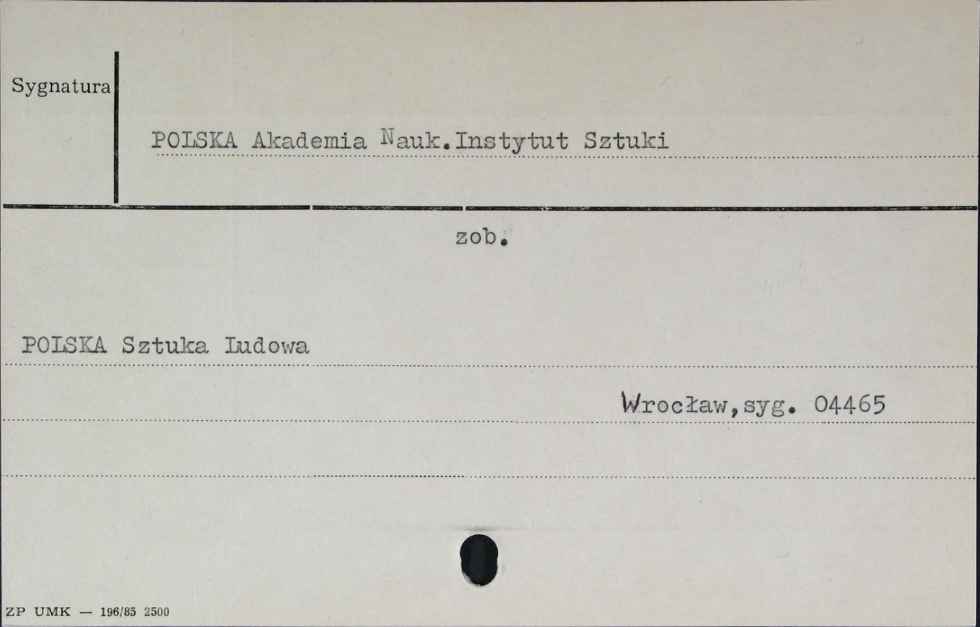 Sygnatura
POLSKA Akademia Nauk.Instytut Sztuki
zob.
POLSKA Sztuka Ludowa
Wrocław,syg. 04465
ZP UMK — 196/85 2500